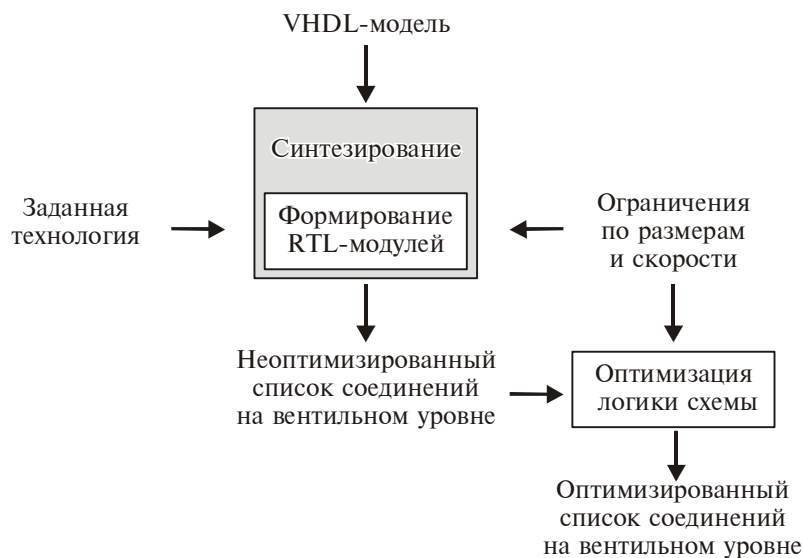 VHDL-модель
Синтезирование
Формирование
RTL-модулей
Заданная
технология
Ограничения
по размерам
и скорости
Неоптимизированный
список соединений
на вентильном уровне
Оптимизация
логики схемы
Оптимизированный
список соединений
на вентильном уровне